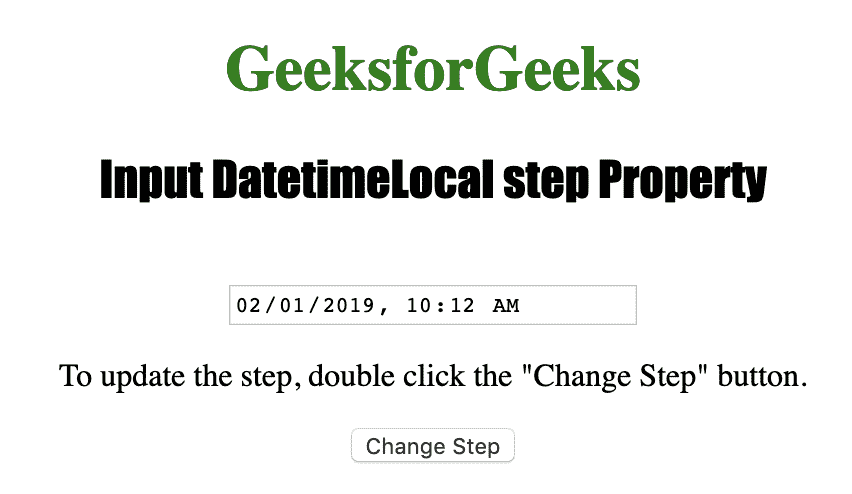 GeeksforGeeks
Input DatetimeLocal step Property
02/01/2019, 10:12 AM
To update the step, double click the "Change Step" button.
Change Step